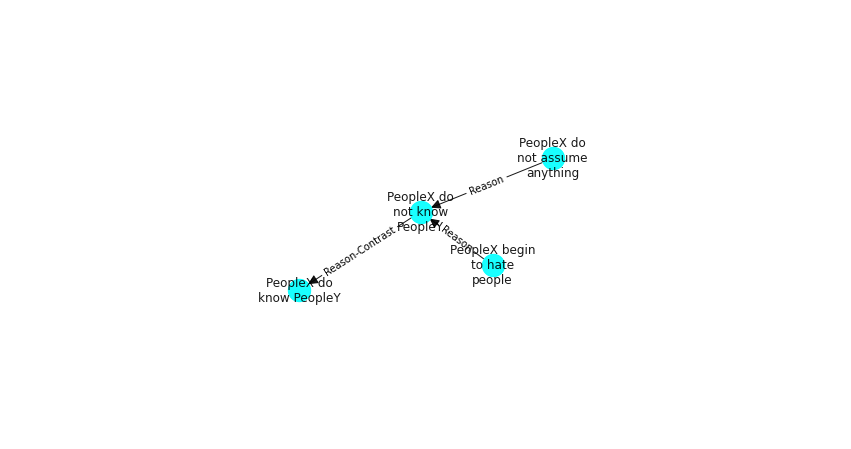 PeopleX do
not assume
anything
Reason
PeopleX do
not know
PeopleY
Reason
Reason-Contrast
PeopleX begin
to hate
people
PeopleX do
know PeopleY